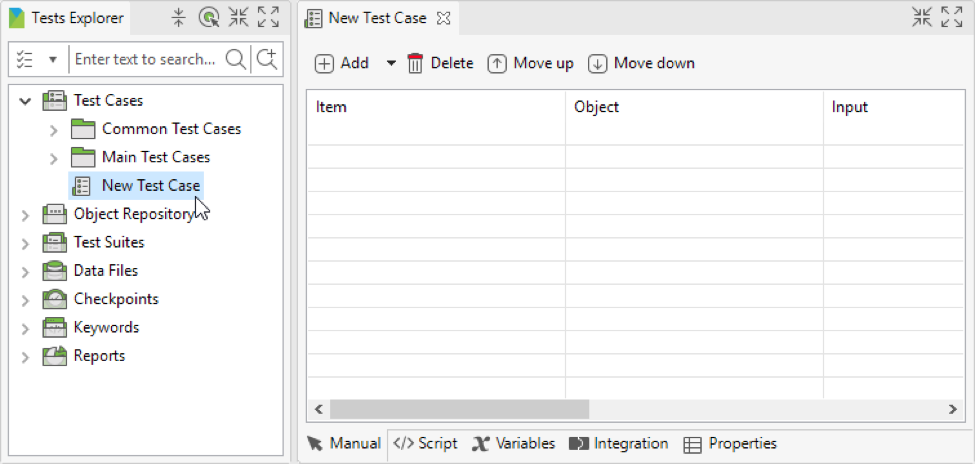 Tests Explorer
Enter text to search...
Test Cases
Common Test Cases
Main Test Cases
New Test Case
Object Repository
Test Suites
Data Files
Checkpoints
Keywords
Reports
New Test Case
Add Delete Move up Move down
Item Object Input
Manual </> Script Variables Integration Properties